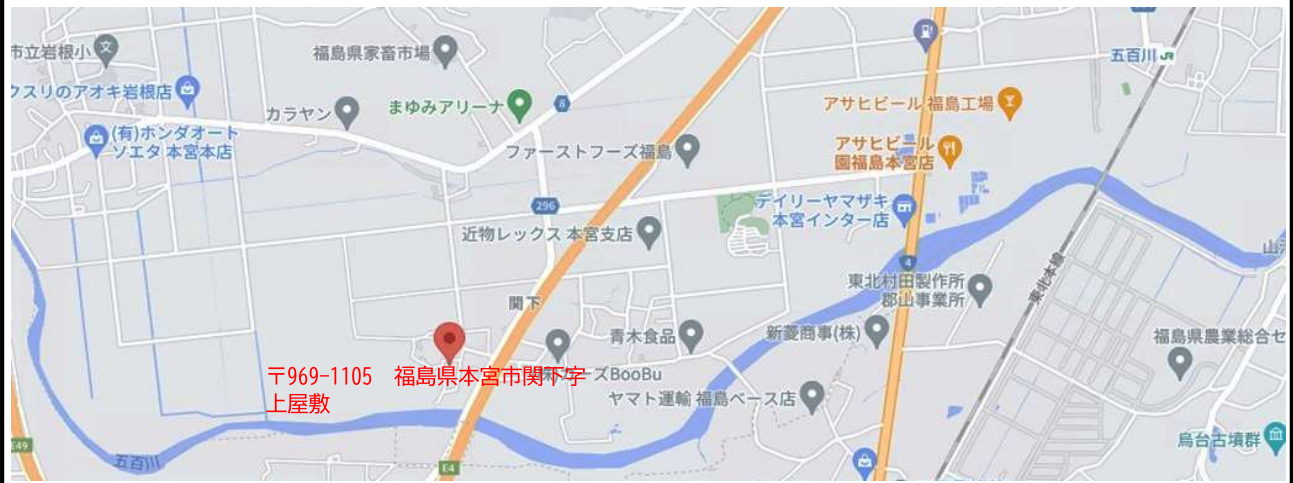 市立岩根小
福島県家畜市場
五百川
JR
クスリのアオキ岩根店
カラヤン
まゆみアリーナ
8
アサヒビール 福島工場
(有)ホンダオート
ソエタ 本宮本店
ファーストフーズ福島
アサヒビール
園福島本宮店
296
デイリーヤマザキ
本宮インター店
近物レックス 本宮支店
4
東北村田製作所
郡山事業所
東北本線
関下
青木食品
新菱商事(株)
福島県農業総合セ
〒969-1105 福島県本宮市関下字
上屋敷
ズBooBu
ヤマト運輸 福島ベース店
烏台古墳群
E49
五百川
E4